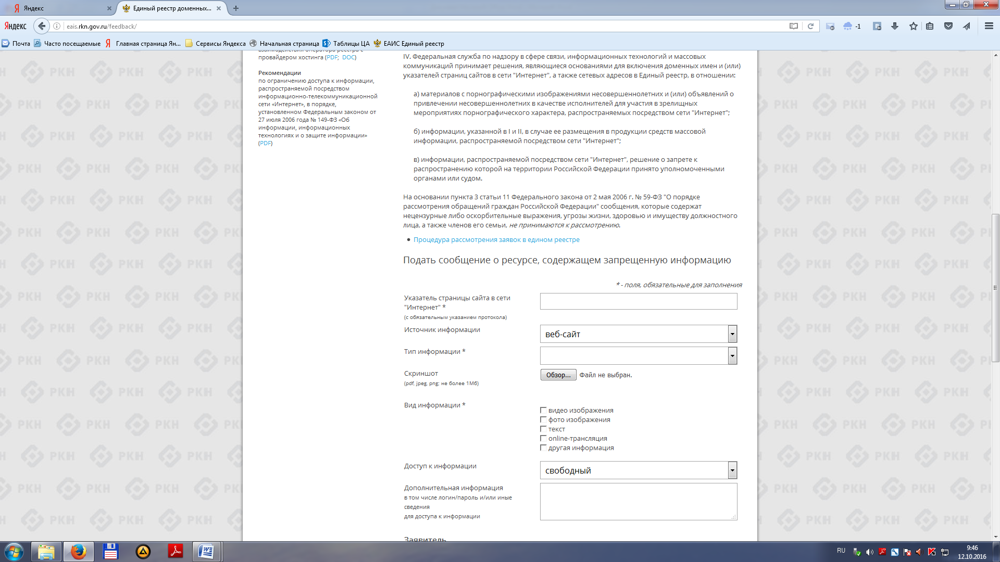 Яндекс
Единый реестр доменных...
Яндекс
eais.rkn.gov.ru/feedback/
-1
Почта
Часто посещаемые
Главная страница Ян...
Сервисы Яндекса
Начальная страница
Таблицы ЦА
ЕАИС Единый реестр
взаимодействия оператора реестра с
провайдером хостинга (PDF; DOC)
Рекомендации
по ограничению доступа к информации,
распространяемой посредством
информационно-телекоммуникационной
сети «Интернет», в порядке,
установленном Федеральным законом от
27 июля 2006 года № 149-ФЗ «Об
информации, информационных
технологиях и о защите информации»
(PDF)
IV. Федеральная служба по надзору в сфере связи, информационных технологий и массовых
коммуникаций принимает решения, являющиеся основаниями для включения доменных имен и (или)
указателей страниц сайтов в сети "Интернет", а также сетевых адресов в Единый реестр, в отношении:
а) материалов с порнографическими изображениями несовершеннолетних и (или) объявлений о
привлечении несовершеннолетних в качестве исполнителей для участия в зрелищных
мероприятиях порнографического характера, распространяемых посредством сети "Интернет";
б) информации, указанной в I и II, в случае ее размещения в продукции средств массовой
информации, распространяемой посредством сети "Интернет";
в) информации, распространяемой посредством сети "Интернет", решение о запрете к
распространению которой на территории Российской Федерации принято уполномоченными
органами или судом.
На основании пункта 3 статьи 11 Федерального закона от 2 мая 2006 г. № 59-ФЗ "О порядке
рассмотрения обращений граждан Российской Федерации" сообщения, которые содержат
нецензурные либо оскорбительные выражения, угрозы жизни, здоровью и имуществу должностного
лица, а также членов его семьи, не принимаются к рассмотрению.
Процедура рассмотрения заявок в едином реестре
Подать сообщение о ресурсе, содержащем запрещенную информацию
* - поля, обязательные для заполнения
Указатель страницы сайта в сети
"Интернет" *
(с обязательным указанием протокола)
Источник информации
веб-сайт
Тип информации *
Скриншот
(pdf, jpeg, png; не более 1Мб)
Обзор... Файл не выбран.
Вид информации *
видео изображения
фото изображения
текст
online-трансляция
другая информация
Доступ к информации
свободный
Дополнительная информация
в том числе логин/пароль и/или иные
сведения
для доступа к информации
Заявитель
РКН
RU
9:46
12.10.2016